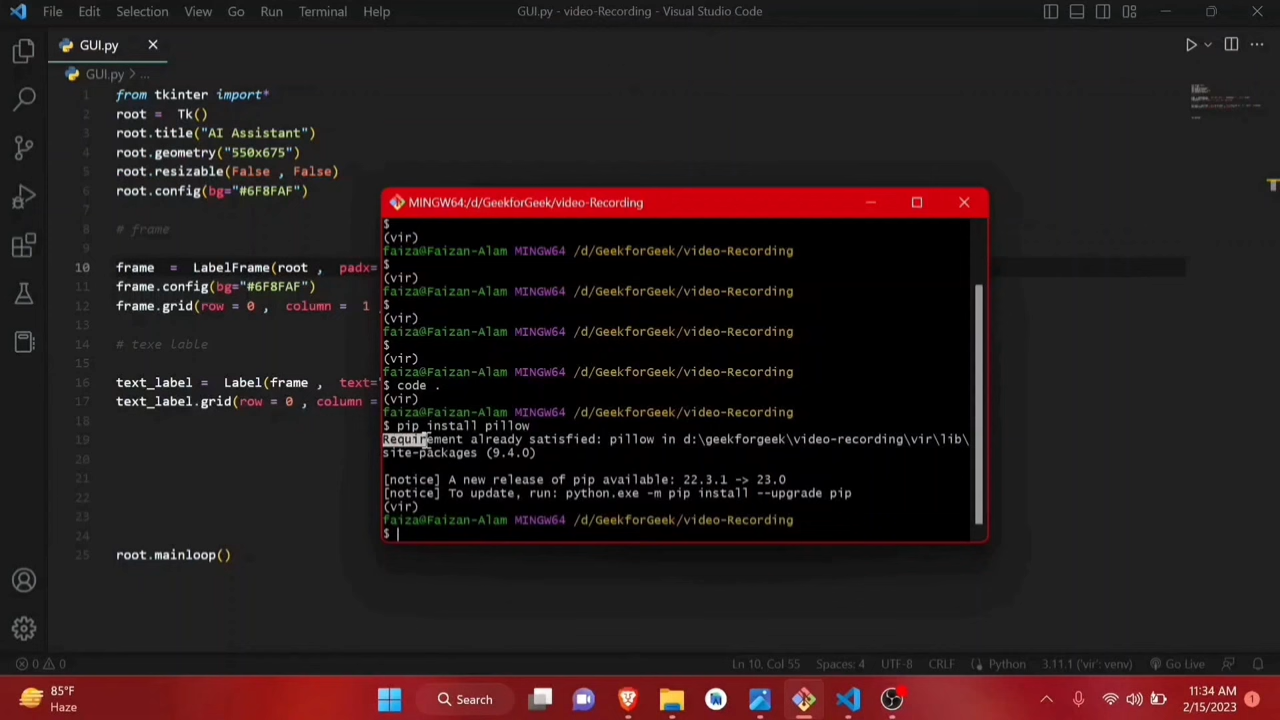 File Edit Selection View Go Run Terminal Help GUI.py - video-Recording - Visual Studio Code
GUI.py
GUI.py > ...
1 from tkinter import*
2 root = Tk()
3 root.title("AI Assistant")
4 root.geometry("550x675")
5 root.resizable(False , False)
6 root.config(bg="#6F8FAF")
7
8 # frame
9
10 frame = LabelFrame(root , padx=
11 frame.config(bg="#6F8FAF")
12 frame.grid(row = 0 , column = 1
13
14 # texe lable
15
16 text_label = Label(frame , text=
17 text_label.grid(row = 0 , column =
18
19
20
21
22
23
24
25 root.mainloop()
MINGW64:/d/GeekforGeek/video-Recording
$
(vir)
faiza@Faizan-Alam MINGW64 /d/GeekforGeek/video-Recording
$
(vir)
faiza@Faizan-Alam MINGW64 /d/GeekforGeek/video-Recording
$
(vir)
faiza@Faizan-Alam MINGW64 /d/GeekforGeek/video-Recording
$
(vir)
faiza@Faizan-Alam MINGW64 /d/GeekforGeek/video-Recording
$ code .
(vir)
faiza@Faizan-Alam MINGW64 /d/GeekforGeek/video-Recording
$ pip install pillow
Requirement already satisfied: pillow in d:\geekforgeek\video-recording\vir\lib\
site-packages (9.4.0)
[notice] A new release of pip available: 22.3.1 -> 23.0
[notice] To update, run: python.exe -m pip install --upgrade pip
(vir)
faiza@Faizan-Alam MINGW64 /d/GeekforGeek/video-Recording
$
0 0 Ln 10, Col 55 Spaces: 4 UTF-8 CRLF Python 3.11.1 ('vir': venv) Go Live
85°F
Haze
Search
11:34 AM
2/15/2023
1